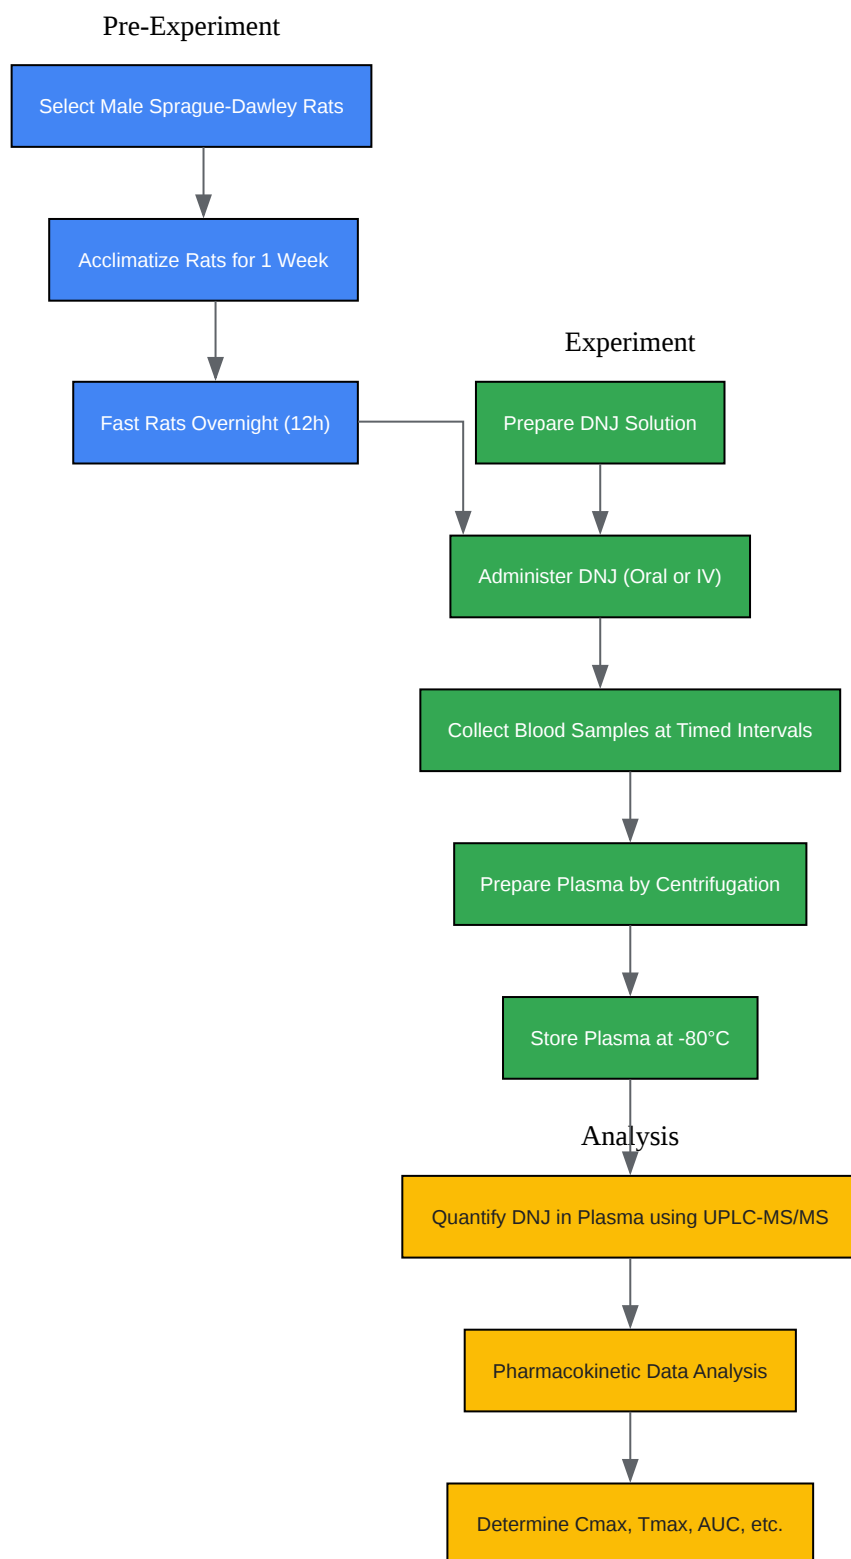 Pre-Experiment
Select Male Sprague-Dawley Rats
Acclimatize Rats for 1 Week
Fast Rats Overnight (12h)
Experiment
Prepare DNJ Solution
Administer DNJ (Oral or IV)
Collect Blood Samples at Timed Intervals
Prepare Plasma by Centrifugation
Store Plasma at -80°C
Analysis
Quantify DNJ in Plasma using UPLC-MS/MS
Pharmacokinetic Data Analysis
Determine Cmax, Tmax, AUC, etc.